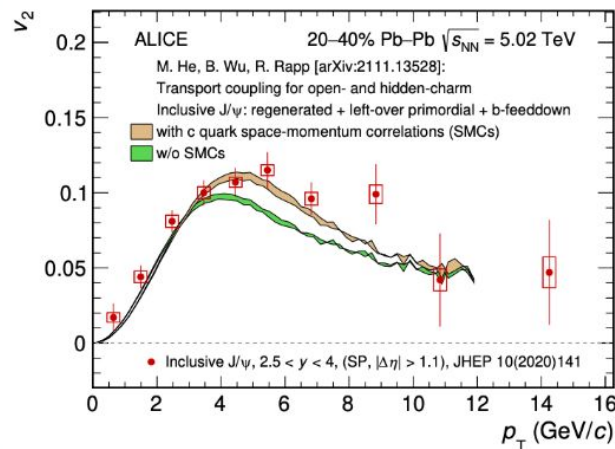 v₂
0.2
0.15
0.1
0.05
0
ALICE
20–40% Pb–Pb √sNN = 5.02 TeV
M. He, B. Wu, R. Rapp [arXiv:2111.13528]:
Transport coupling for open- and hidden-charm
Inclusive J/ψ: regenerated + left-over primordial + b-feeddown
with c quark space-momentum correlations (SMCs)
w/o SMCs
Inclusive J/ψ, 2.5 < y < 4, (SP, |Δη| > 1.1), JHEP 10(2020)141
0 2 4 6 8 10 12 14 16
pT (GeV/c)